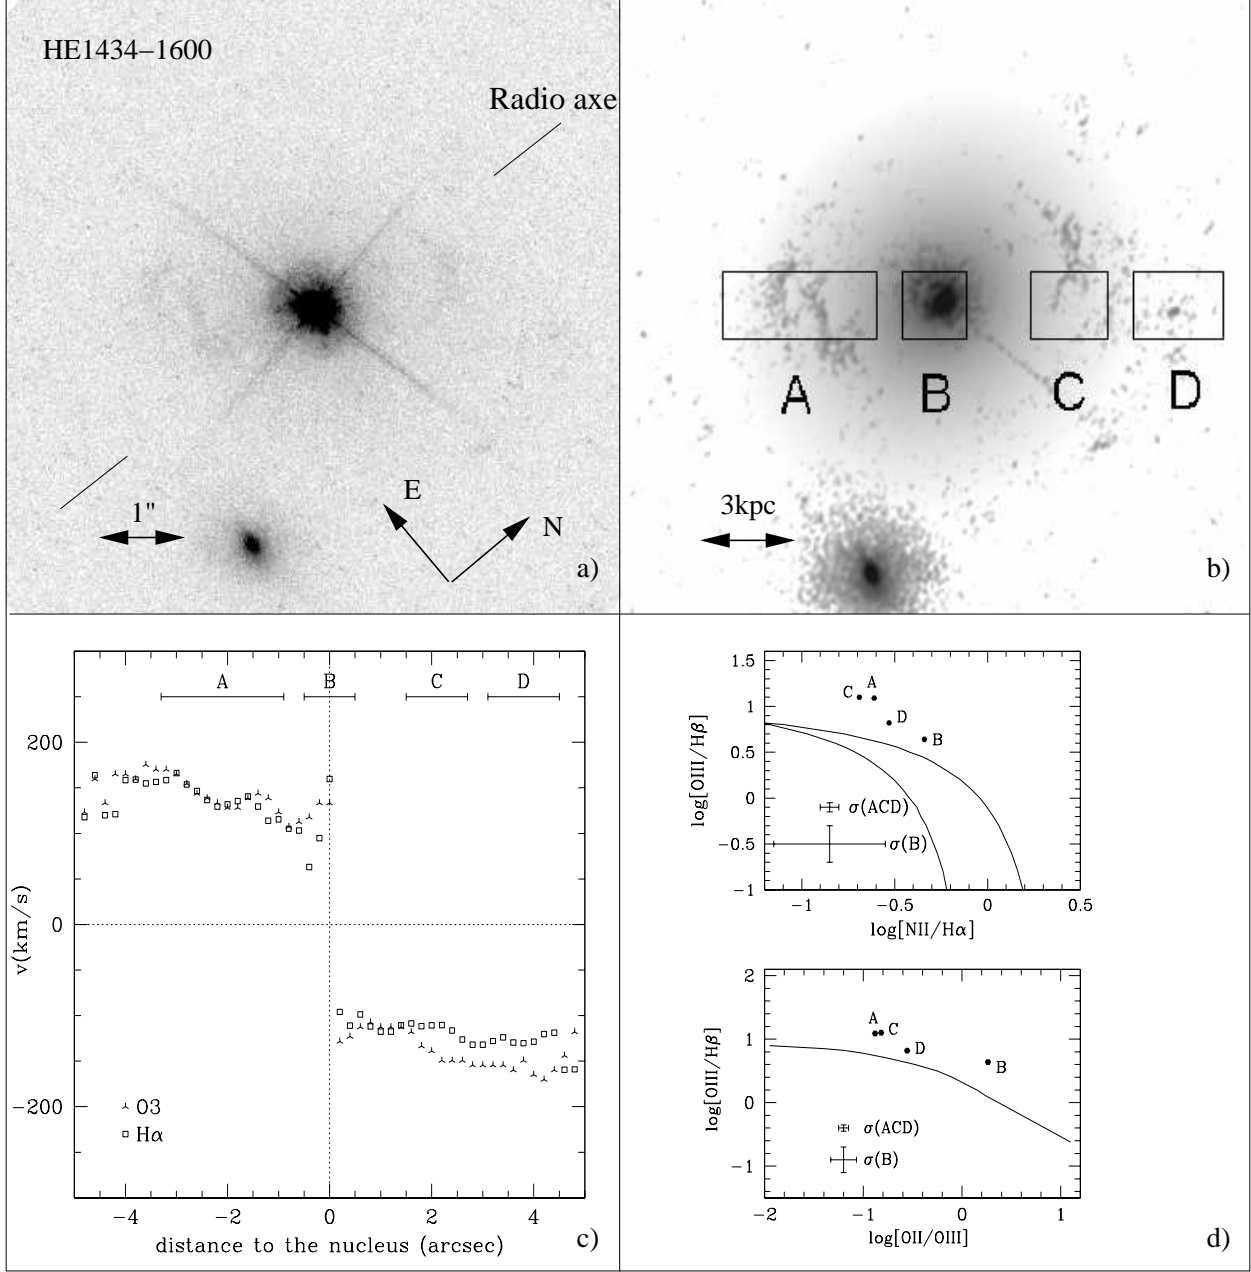 HE1434−1600
Radio axe
1"
E
N
a)
A
B
C
D
3kpc
b)
A
B
C
D
200
0
−200
v(km/s)
O3
Hα
−4
−2
0
2
4
distance to the nucleus (arcsec)
c)
1.5
1
0.5
0
−0.5
−1
log[OIII/Hβ]
C
A
D
B
σ(ACD)
σ(B)
−1
−0.5
0
0.5
log[NII/Hα]
2
1
0
−1
log[OIII/Hβ]
A
C
D
B
σ(ACD)
σ(B)
−2
−1
0
1
log[OII/OIII]
d)